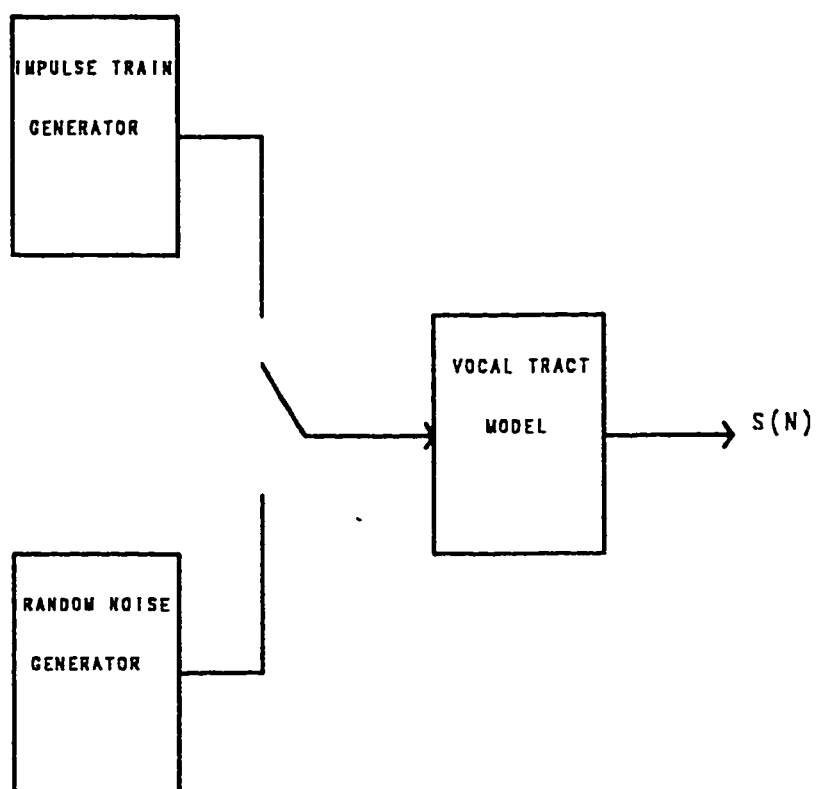 IMPULSE TRAIN
GENERATOR
VOCAL TRACT
MODEL
S(N)
RANDOM NOISE
GENERATOR